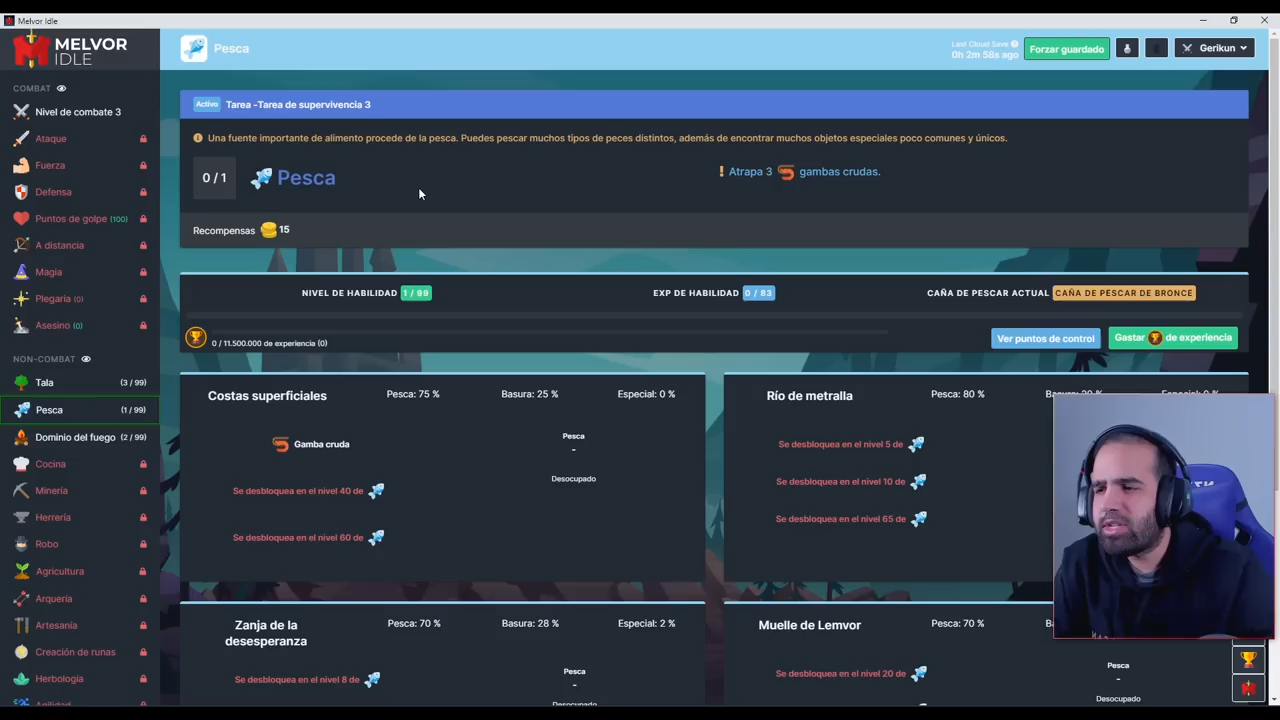 Melvor Idle
MELVOR
IDLE
Pesca
Last Cloud Save
0h 2m 58s ago
Forzar guardado
Gerikun
COMBAT
Nivel de combate 3
Ataque
Fuerza
Defensa
Puntos de golpe (100)
A distancia
Magia
Plegaria (0)
Asesino (0)
NON-COMBAT
Tala (3 / 99)
Pesca (1 / 99)
Dominio del fuego (2 / 99)
Cocina
Minería
Herrería
Robo
Agricultura
Arquería
Artesanía
Creación de runas
Herbología
Agilidad
Activo Tarea -Tarea de supervivencia 3
Una fuente importante de alimento procede de la pesca. Puedes pescar muchos tipos de peces distintos, además de encontrar muchos objetos especiales poco comunes y únicos.
0 / 1 Pesca
Atrapa 3 gambas crudas.
Recompensas 15
NIVEL DE HABILIDAD 1 / 99
EXP DE HABILIDAD 0 / 83
CAÑA DE PESCAR ACTUAL CAÑA DE PESCAR DE BRONCE
0 / 11.500.000 de experiencia (0)
Ver puntos de control
Gastar de experiencia
Costas superficiales
Pesca: 75 %
Basura: 25 %
Especial: 0 %
Gamba cruda
Se desbloquea en el nivel 40 de
Se desbloquea en el nivel 60 de
Pesca
-
Desocupado
Río de metralla
Pesca: 80 %
Se desbloquea en el nivel 5 de
Se desbloquea en el nivel 10 de
Se desbloquea en el nivel 65 de
Zanja de la
desesperanza
Pesca: 70 %
Basura: 28 %
Especial: 2 %
Se desbloquea en el nivel 8 de
Pesca
-
Muelle de Lemvor
Pesca: 70 %
Se desbloquea en el nivel 20 de
Pesca
-
Desocupado